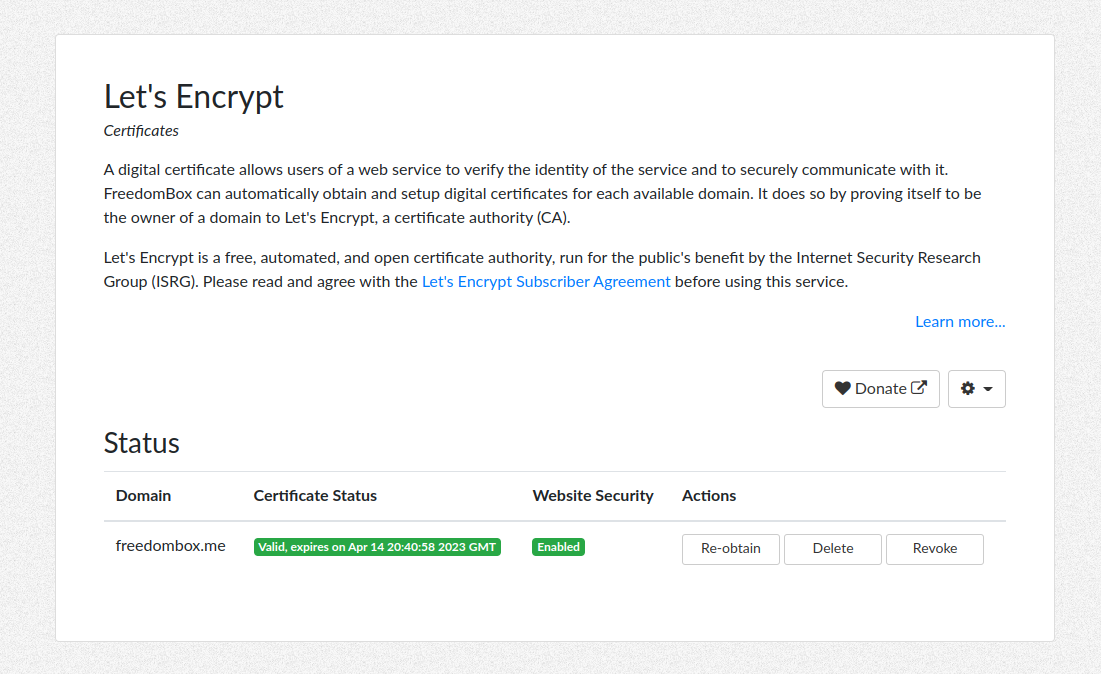 Let's Encrypt
Certificates
A digital certificate allows users of a web service to verify the identity of the service and to securely communicate with it.
FreedomBox can automatically obtain and setup digital certificates for each available domain. It does so by proving itself to be
the owner of a domain to Let's Encrypt, a certificate authority (CA).
Let's Encrypt is a free, automated, and open certificate authority, run for the public's benefit by the Internet Security Research
Group (ISRG). Please read and agree with the Let's Encrypt Subscriber Agreement before using this service.
Learn more...
Donate
Status
Domain Certificate Status Website Security Actions
freedombox.me Valid, expires on Apr 14 20:40:58 2023 GMT Enabled Re-obtain Delete Revoke